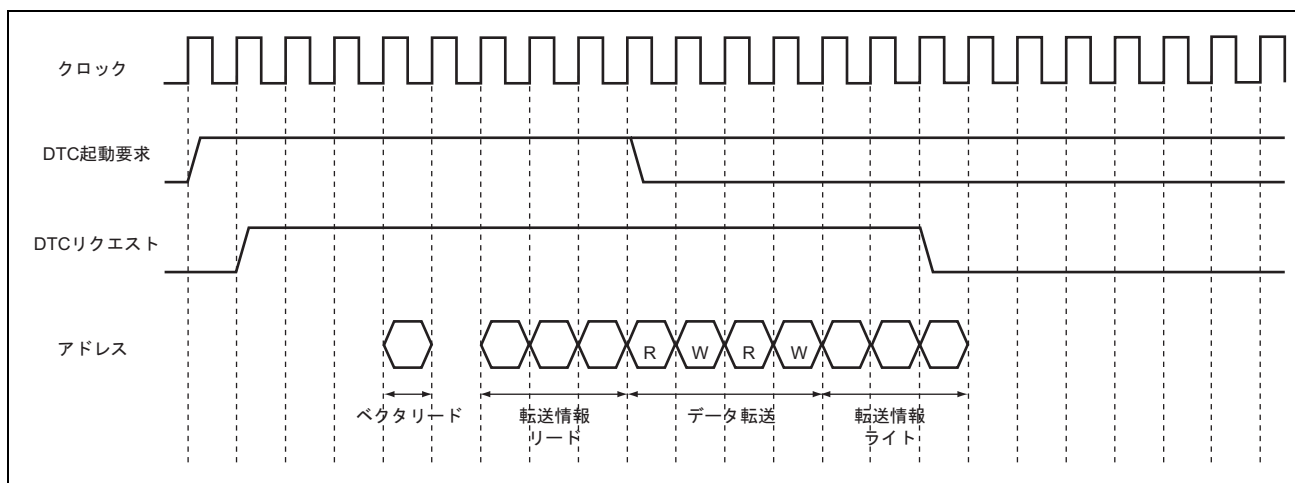 クロック
DTC起動要求
DTCリクエスト
アドレス
R W R W
ベクタリード
転送情報
リード
データ転送
転送情報
ライト